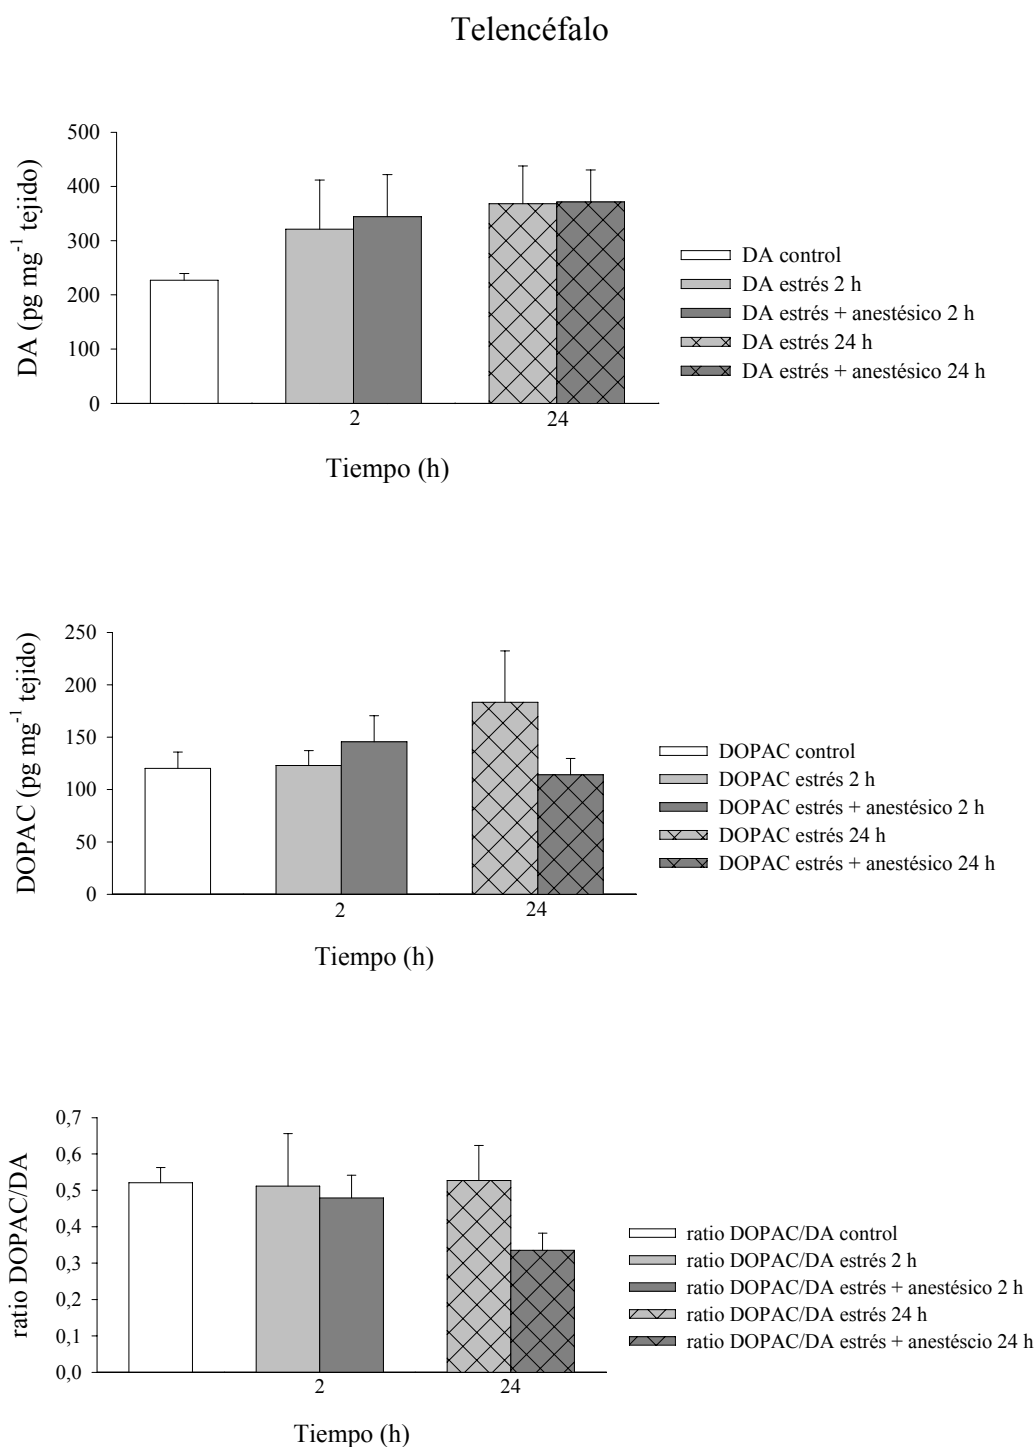 Telencéfalo
500
400
300
200
100
0
DA (pg mg⁻¹ tejido)
2
24
Tiempo (h)
DA control
DA estrés 2 h
DA estrés + anestésico 2 h
DA estrés 24 h
DA estrés + anestésico 24 h
250
200
150
100
50
0
DOPAC (pg mg⁻¹ tejido)
2
24
Tiempo (h)
DOPAC control
DOPAC estrés 2 h
DOPAC estrés + anestésico 2 h
DOPAC estrés 24 h
DOPAC estrés + anestésico 24 h
0,7
0,6
0,5
0,4
0,3
0,2
0,1
0,0
ratio DOPAC/DA
2
24
Tiempo (h)
ratio DOPAC/DA control
ratio DOPAC/DA estrés 2 h
ratio DOPAC/DA estrés + anestésico 2 h
ratio DOPAC/DA estrés 24 h
ratio DOPAC/DA estrés + anestéscio 24 h